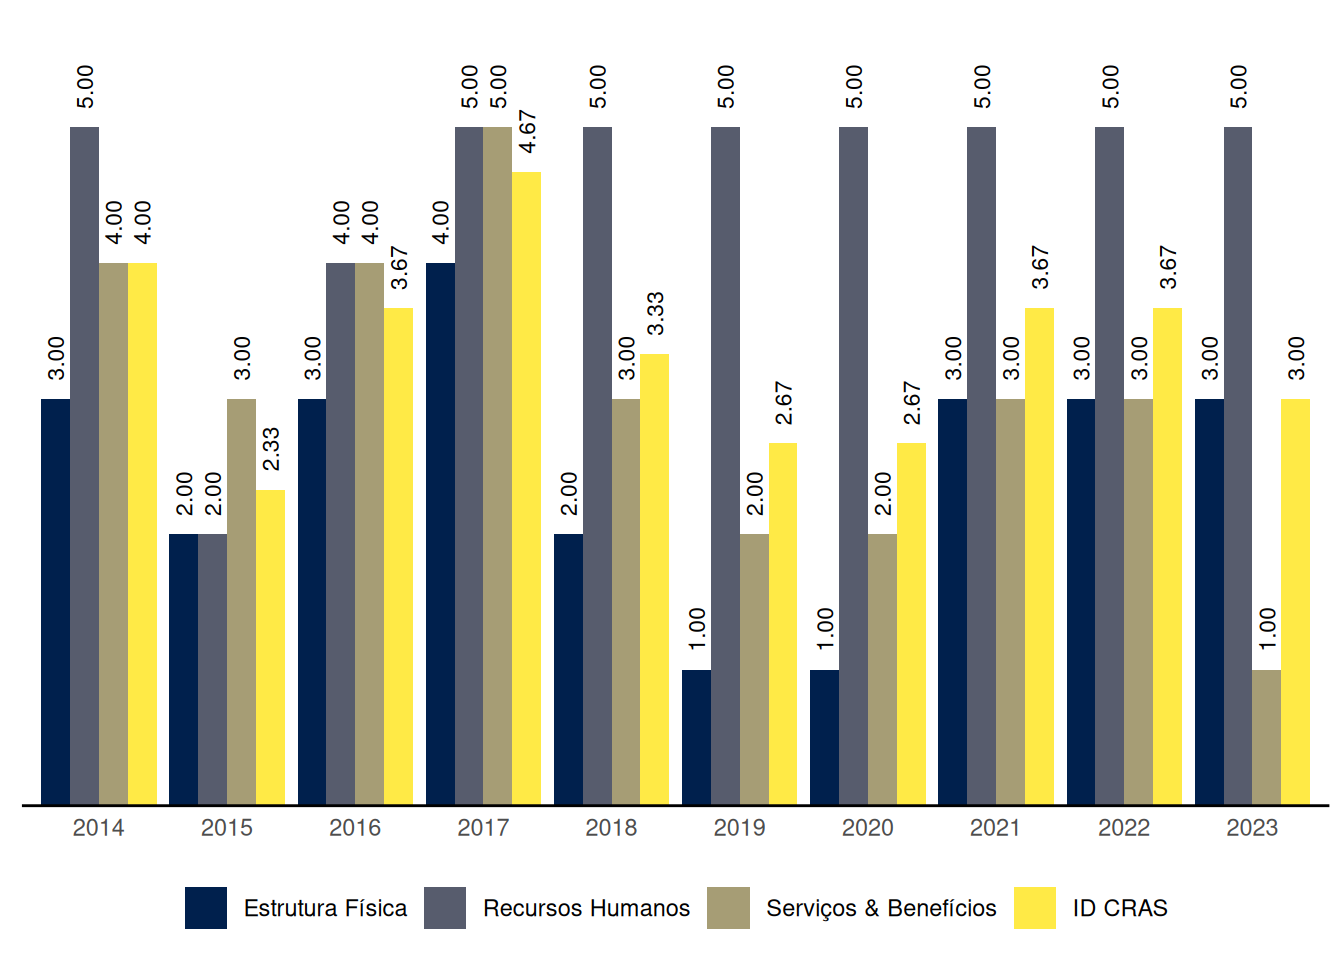 5.00 5.00 5.00 5.00 5.00 5.00 5.00 5.00 5.00
4.67
4.00 4.00 4.00 4.00 4.00
3.67 3.67 3.67
3.33
3.00 3.00 3.00 3.00 3.00 3.00 3.00 3.00 3.00 3.00
2.67 2.67
2.33
2.00 2.00 2.00 2.00 2.00
1.00 1.00 1.00
2014 2015 2016 2017 2018 2019 2020 2021 2022 2023
Estrutura Física Recursos Humanos Serviços & Benefícios ID CRAS